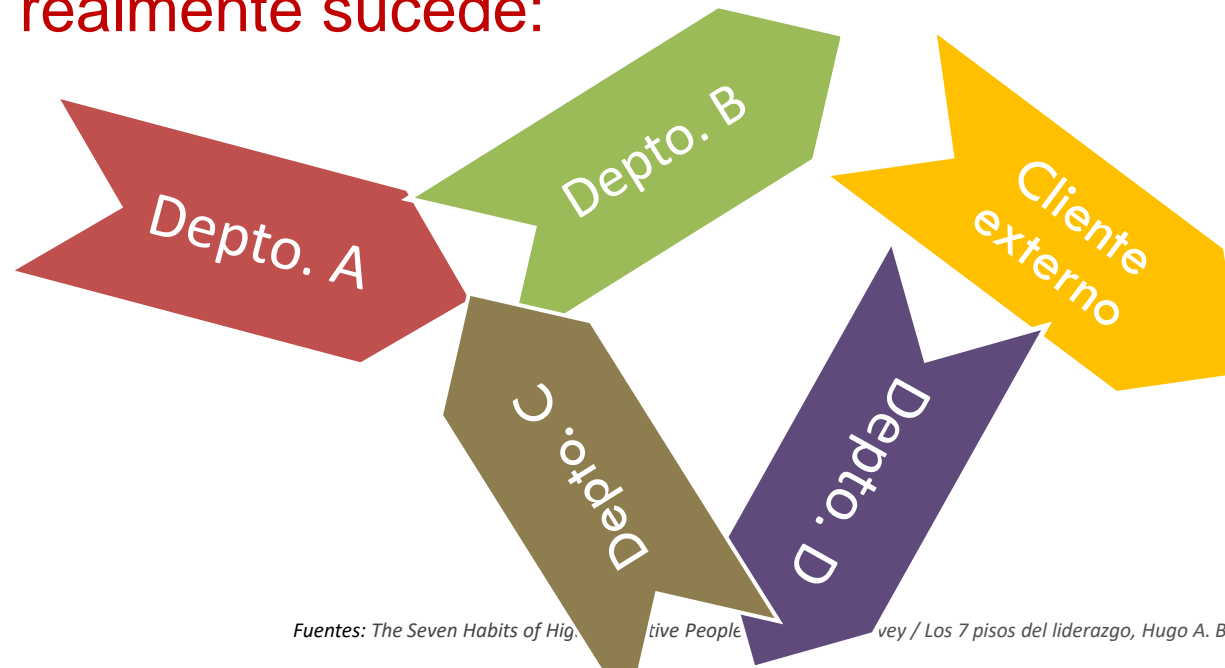 realmente sucede:
Depto. A
Depto. B
Cliente
externo
Depto. C
Depto. D
Fuentes: The Seven Habits of Hig tive People vey / Los 7 pisos del liderazgo, Hugo A. B